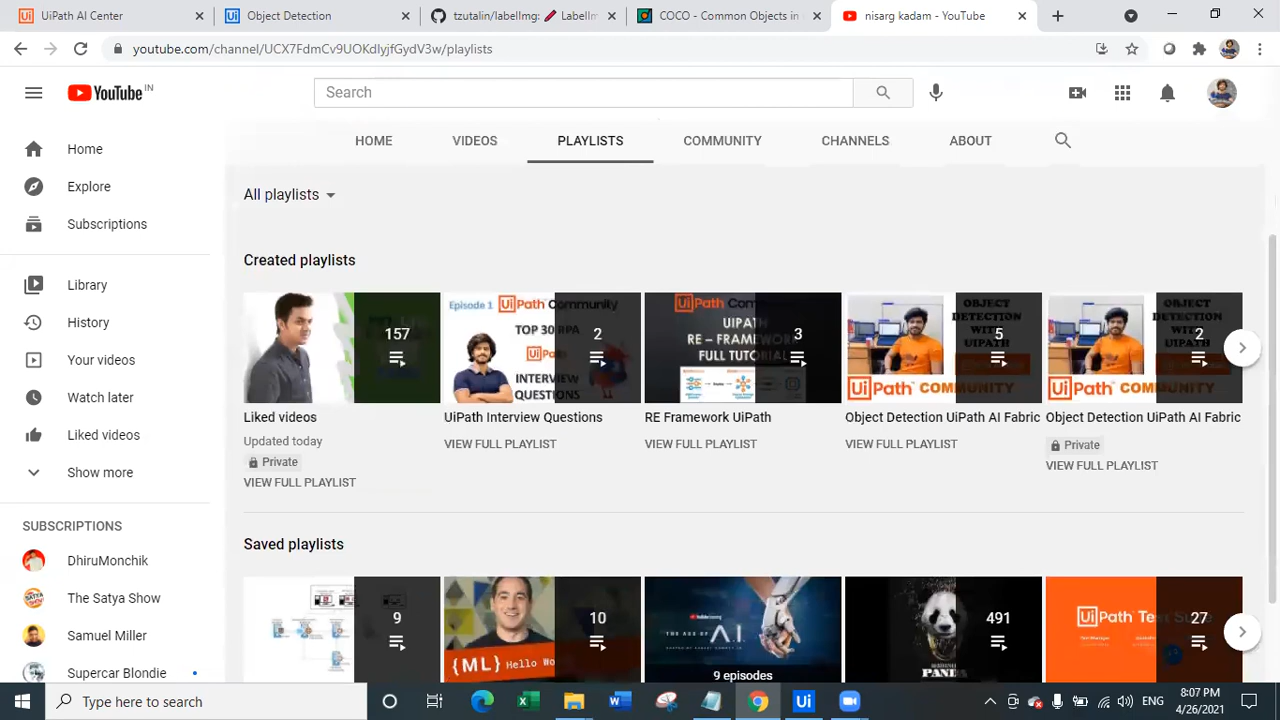 UiPath AI Center
Object Detection
tzutalin/labelImg: LabelIm
COCO - Common Objects in
nisarg kadam - YouTube
youtube.com/channel/UCX7FdmCv9UOKdIyjfGydV3w/playlists
YouTube IN
Search
HOME VIDEOS PLAYLISTS COMMUNITY CHANNELS ABOUT
Home
Explore
Subscriptions
Library
History
Your videos
Watch later
Liked videos
Show more
SUBSCRIPTIONS
DhiruMonchik
The Satya Show
Samuel Miller
Supercar Blondie
All playlists
Created playlists
157
Liked videos
Updated today
Private
VIEW FULL PLAYLIST
Episode 1 UiPath Community
TOP 30 RPA
INTERVIEW
QUESTIONS
2
UiPath Interview Questions
VIEW FULL PLAYLIST
UIPATH
RE - FRAMEWORK
FULL TUTORIAL
3
RE Framework UiPath
VIEW FULL PLAYLIST
OBJECT
DETECTION
WITH
UIPATH
UiPath COMMUNITY
5
Object Detection UiPath AI Fabric
VIEW FULL PLAYLIST
OBJECT
DETECTION
WITH
UIPATH
UiPath COMMUNITY
2
Object Detection UiPath AI Fabric
Private
VIEW FULL PLAYLIST
Saved playlists
9
{ML} Hello Wo
10
THE AGE OF A.I.
9 episodes
491
27
Type here to search
ENG
8:07 PM
4/26/2021